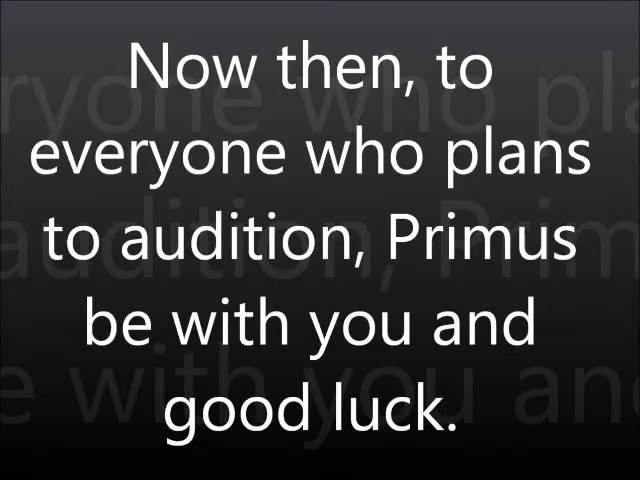 Now then, to
everyone who plans
to audition, Primus
be with you and
good luck.